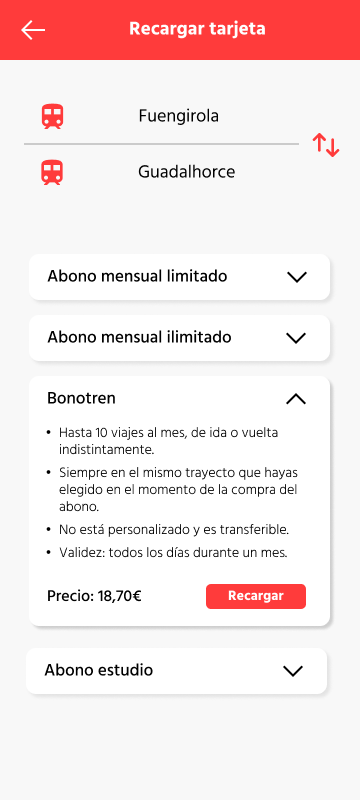 Recargar tarjeta
Fuengirola
Guadalhorce
Abono mensual limitado
Abono mensual ilimitado
Bonotren
• Hasta 10 viajes al mes, de ida o vuelta
indistintamente.
• Siempre en el mismo trayecto que hayas
elegido en el momento de la compra del
abono.
• No está personalizado y es transferible.
• Validez: todos los días durante un mes.
Precio: 18,70€ Recargar
Abono estudio